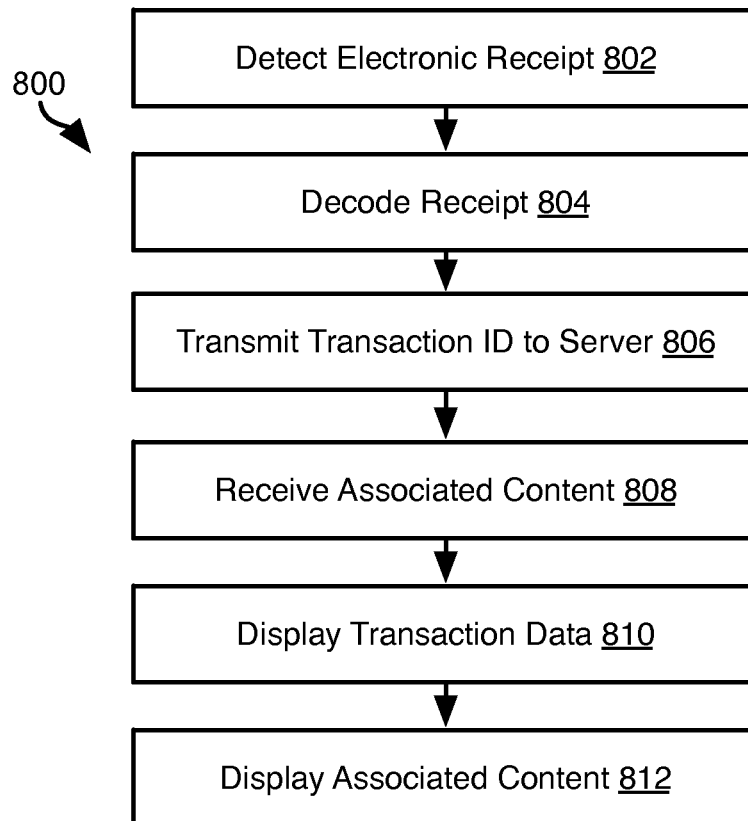 Detect Electronic Receipt 802
800
Decode Receipt 804
Transmit Transaction ID to Server 806
Receive Associated Content 808
Display Transaction Data 810
Display Associated Content 812